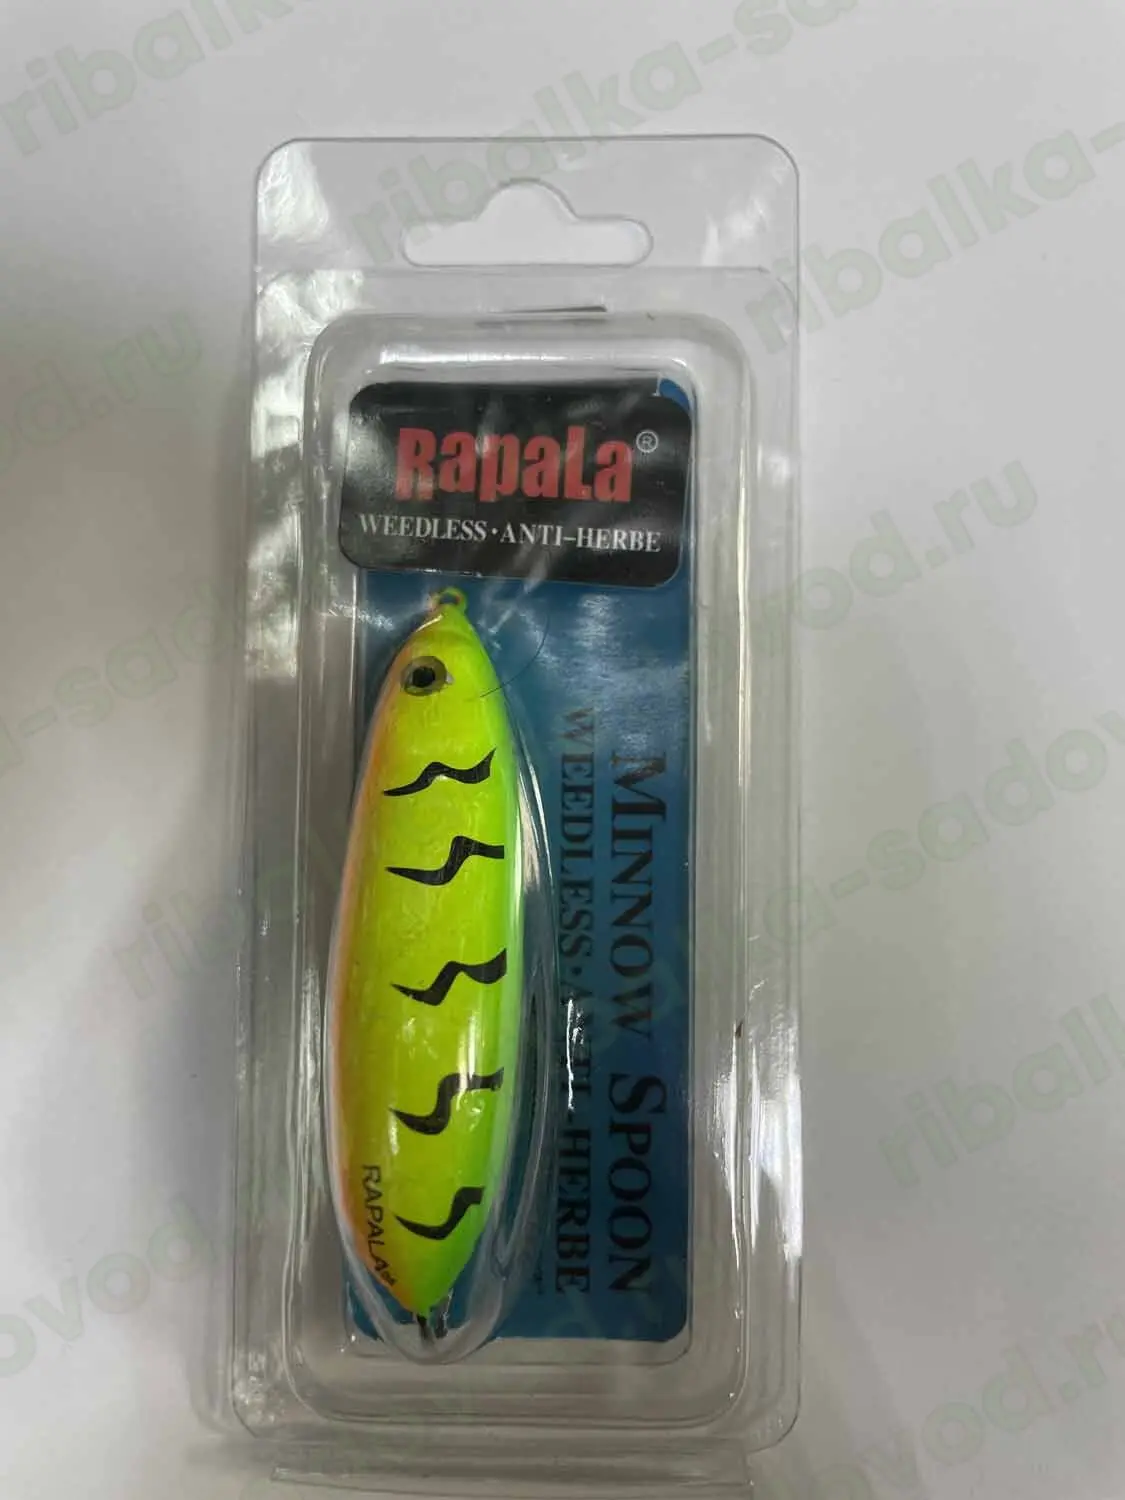 RapaLa®
WEEDLESS·ANTI-HERBE
MINNOW SPOON
WEEDLESS·ANTI-HERBE
RAPALA
ribalka-sadovod.ru